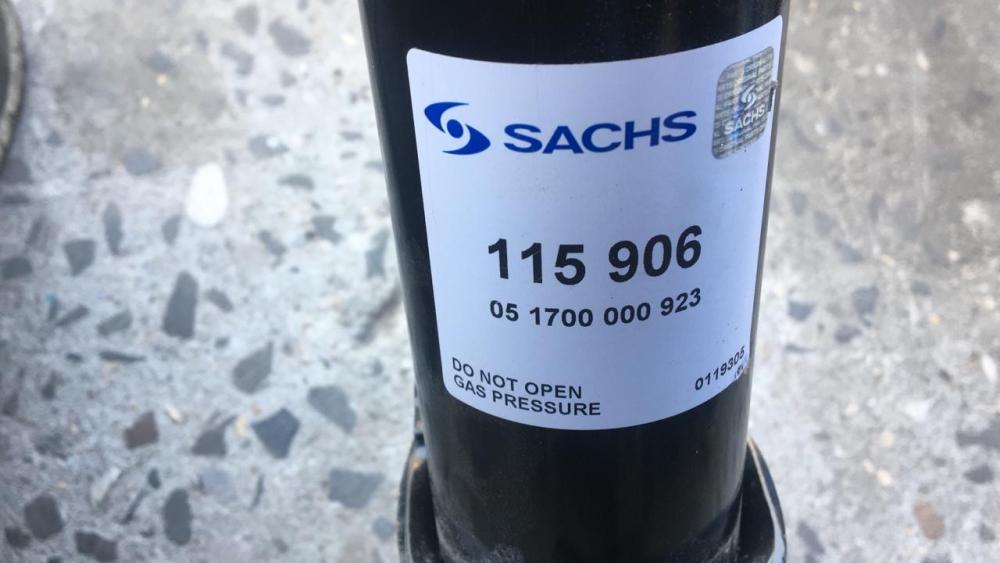 SACHS
SACHS
115 906
05 1700 000 923
DO NOT OPEN
GAS PRESSURE
0119305